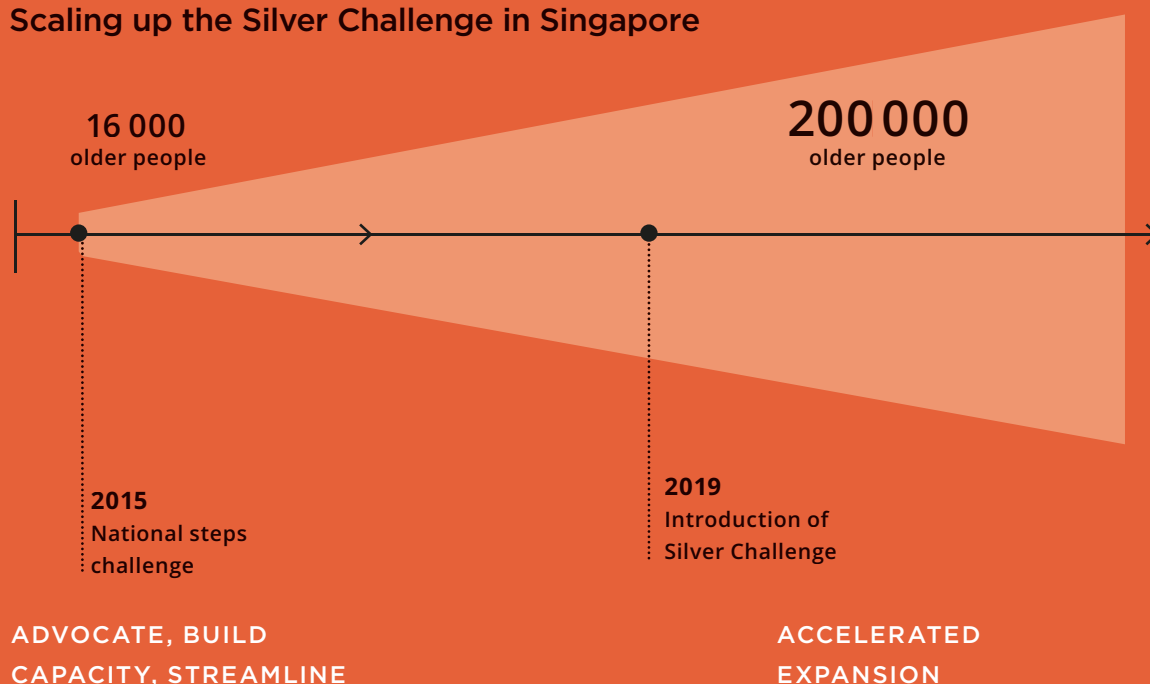 Scaling up the Silver Challenge in Singapore
16 000
older people
200 000
older people
2015
National steps
challenge
2019
Introduction of
Silver Challenge
ADVOCATE, BUILD
CAPACITY, STREAMLINE
ACCELERATED
EXPANSION